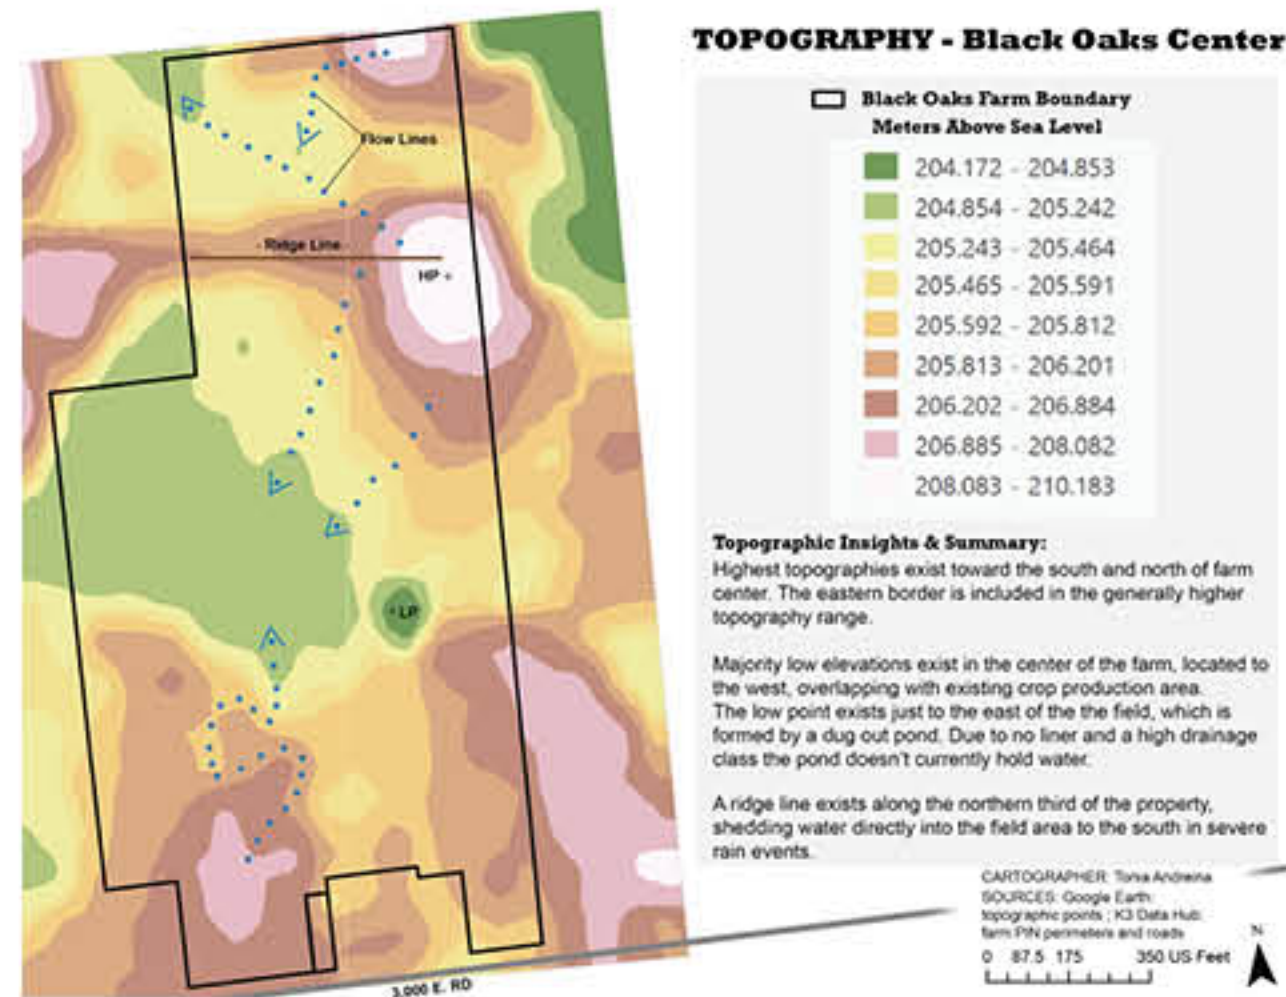 TOPOGRAPHY - Black Oaks Center
Black Oaks Farm Boundary
Meters Above Sea Level
204.172 - 204.853
204.854 - 205.242
205.243 - 205.464
205.465 - 205.591
205.592 - 205.812
205.813 - 206.201
206.202 - 206.884
206.885 - 208.082
208.083 - 210.183
Flow Lines
Ridge Line
HP
LP
3,000 E. RD
Topographic Insights & Summary:
Highest topographies exist toward the south and north of farm
center. The eastern border is included in the generally higher
topography range.
Majority low elevations exist in the center of the farm, located to
the west, overlapping with existing crop production area.
The low point exists just to the east of the the field, which is
formed by a dug out pond. Due to no liner and a high drainage
class the pond doesn't currently hold water.
A ridge line exists along the northern third of the property,
shedding water directly into the field area to the south in severe
rain events.
CARTOGRAPHER: Tonia Andreina
SOURCES: Google Earth:
topographic points ; K3 Data Hub:
farm PIN perimeters and roads
0 87.5 175 350 US Feet
N